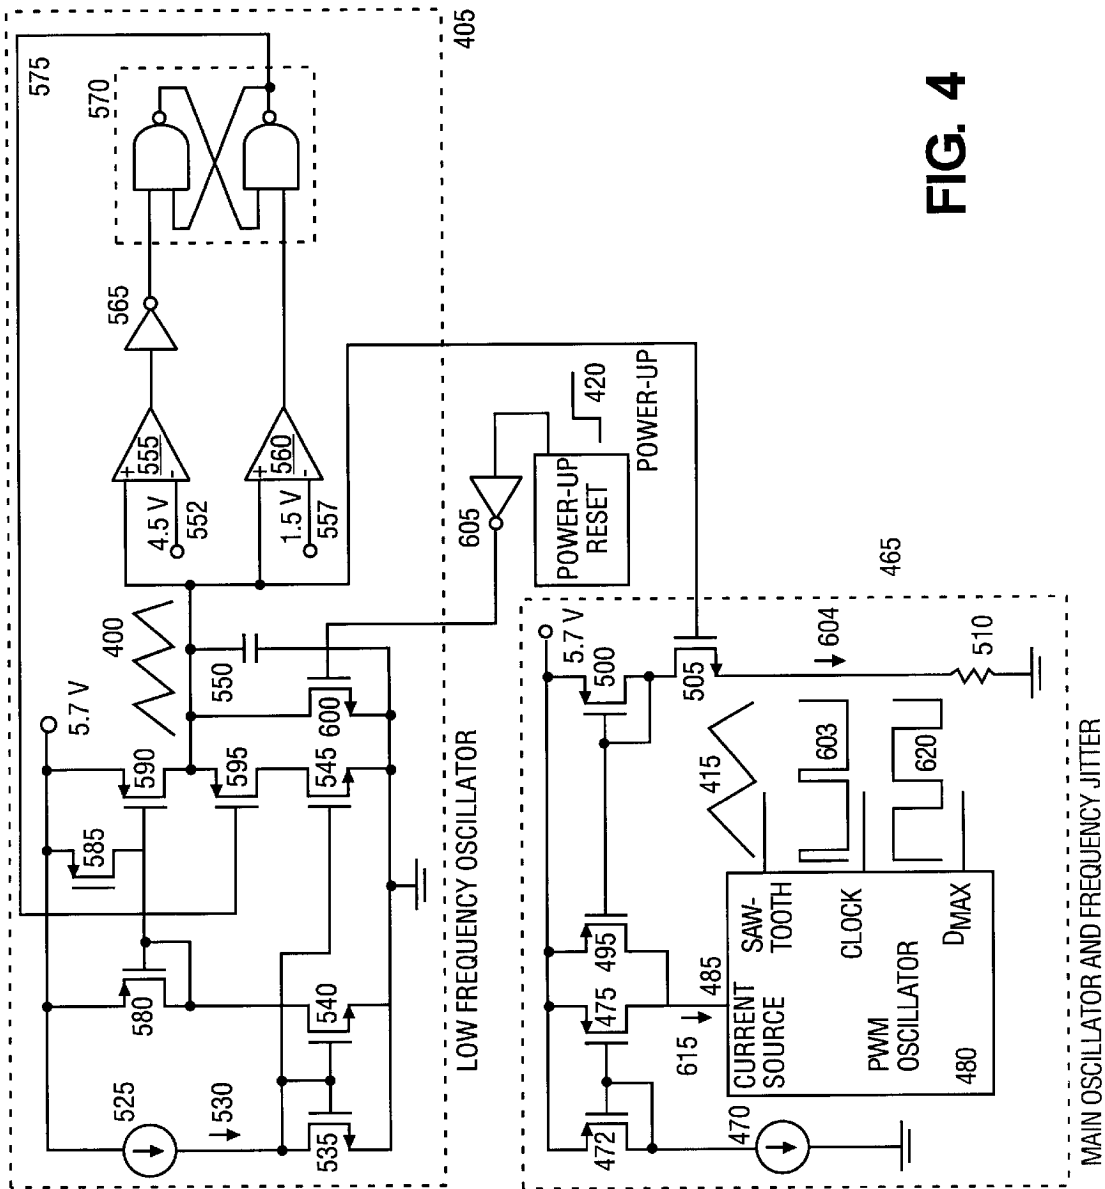 575
570
565
555
+
-
4.5 V
552
560
+
-
1.5 V
557
405
400
5.7 V
550
590
595
600
545
585
580
540
525
530
535
LOW FREQUENCY OSCILLATOR
605
POWER-UP
RESET
420
POWER-UP
465
5.7 V
500
505
604
510
495
475
472
470
615
485
CURRENT
SOURCE
SAW-
TOOTH
CLOCK
DMAX
PWM
OSCILLATOR
480
415
603
620
MAIN OSCILLATOR AND FREQUENCY JITTER
FIG. 4